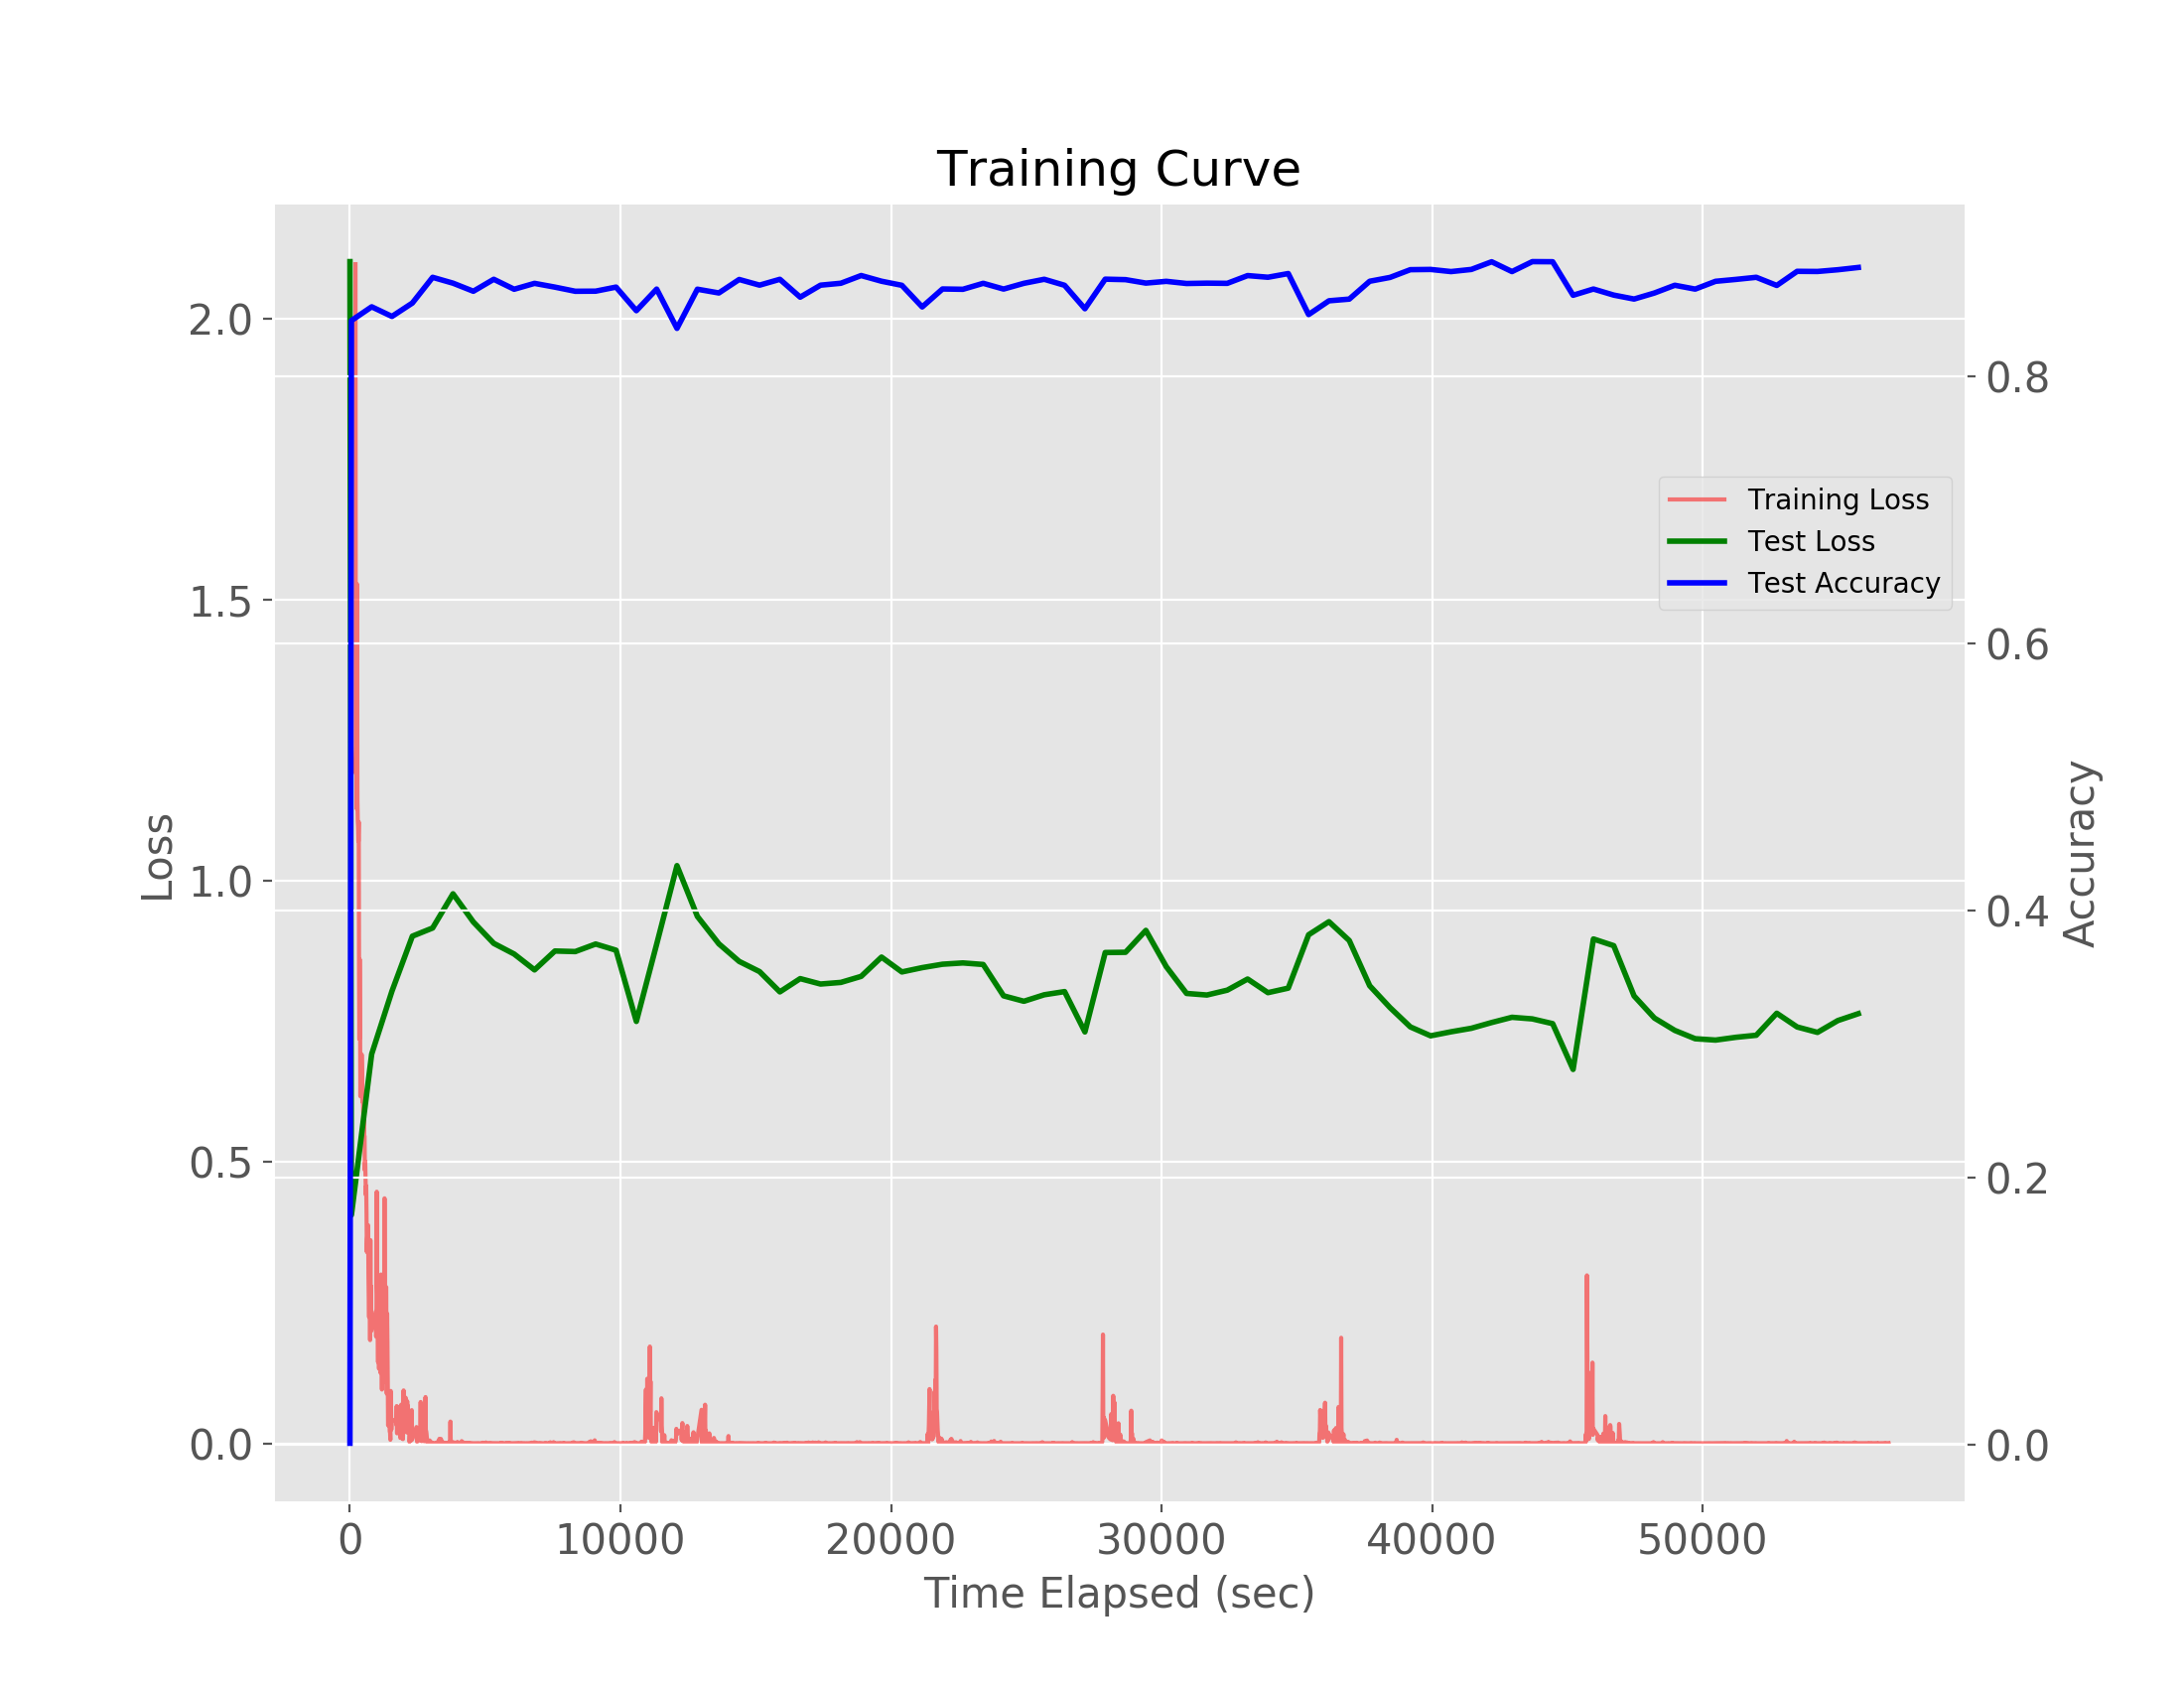 Training Curve
2.0
1.5
1.0
0.5
0.0
Loss
0.8
0.6
0.4
0.2
0.0
Accuracy
Training Loss
Test Loss
Test Accuracy
0 10000 20000 30000 40000 50000
Time Elapsed (sec)